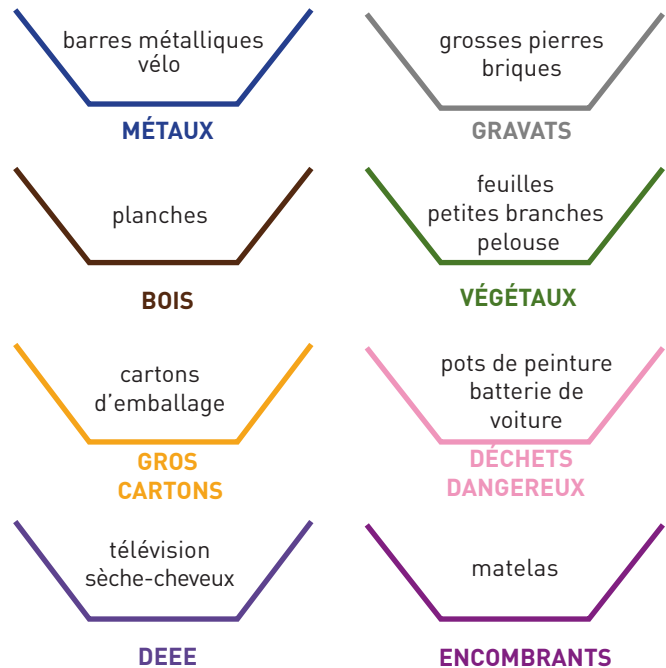 barres métalliques
vélo
MÉTAUX
grosses pierres
briques
GRAVATS
planches
BOIS
feuilles
petites branches
pelouse
VÉGÉTAUX
cartons
d’emballage
GROS
CARTONS
pots de peinture
batterie de
voiture
DÉCHETS
DANGEREUX
télévision
sèche-cheveux
DEEE
matelas
ENCOMBRANTS